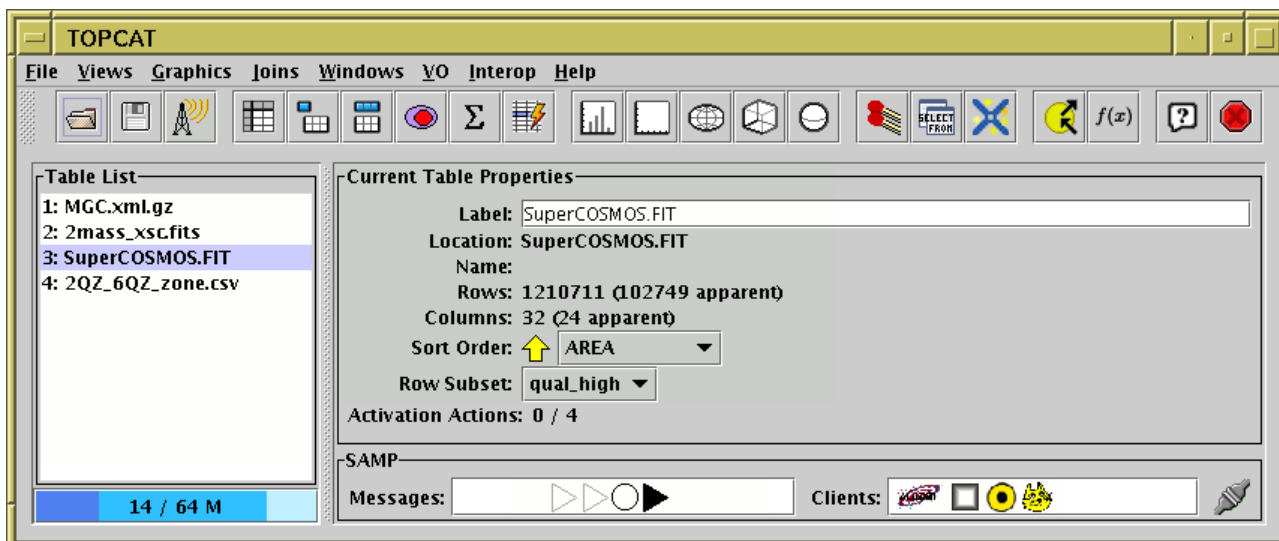 TOPCAT
File Views Graphics Joins Windows VO Interop Help
Σ SELECT FROM f(x) ?
Table List
1: MGC.xml.gz
2: 2mass_xsc.fits
3: SuperCOSMOS.FIT
4: 2QZ_6QZ_zone.csv
14 / 64 M
Current Table Properties
Label: SuperCOSMOS.FIT
Location: SuperCOSMOS.FIT
Name:
Rows: 1210711 (102749 apparent)
Columns: 32 (24 apparent)
Sort Order: AREA
Row Subset: qual_high
Activation Actions: 0 / 4
SAMP
Messages:
Clients: